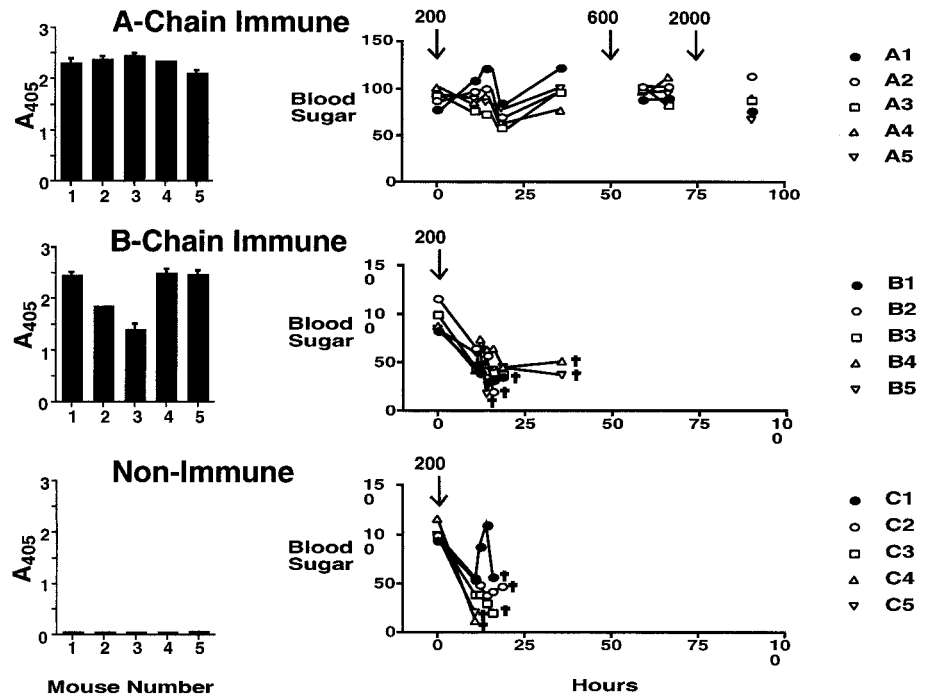 A-Chain Immune
3
2
1
0
A405
1 2 3 4 5
200 600 2000
150
100
50
0
Blood
Sugar
0 25 50 75 100
A1
A2
A3
A4
A5
B-Chain Immune
3
2
1
0
A405
1 2 3 4 5
200
15
0
10
0
50
0
Blood
Sugar
0 25 50 75 10
0
B1
B2
B3
B4
B5
Non-Immune
3
2
1
0
A405
1 2 3 4 5
Mouse Number
200
15
0
10
0
50
0
Blood
Sugar
0 25 50 75 10
0
Hours
C1
C2
C3
C4
C5